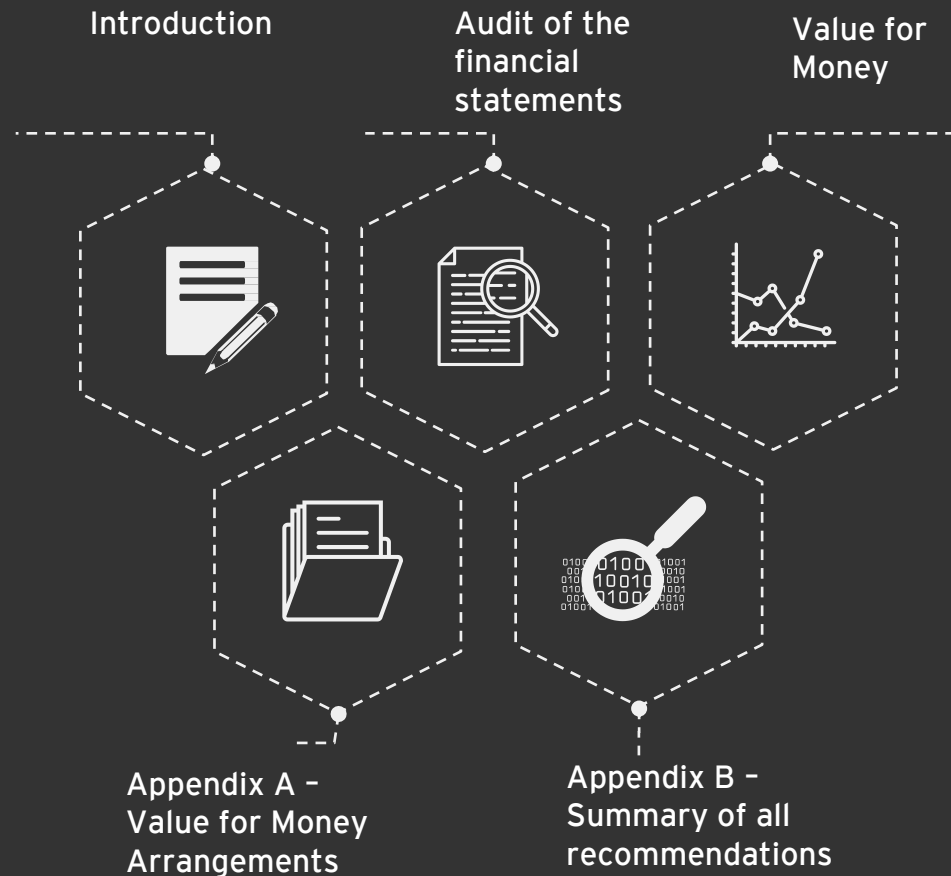 Introduction
Audit of the
financial
statements
Value for
Money
Appendix A –
Value for Money
Arrangements
Appendix B –
Summary of all
recommendations